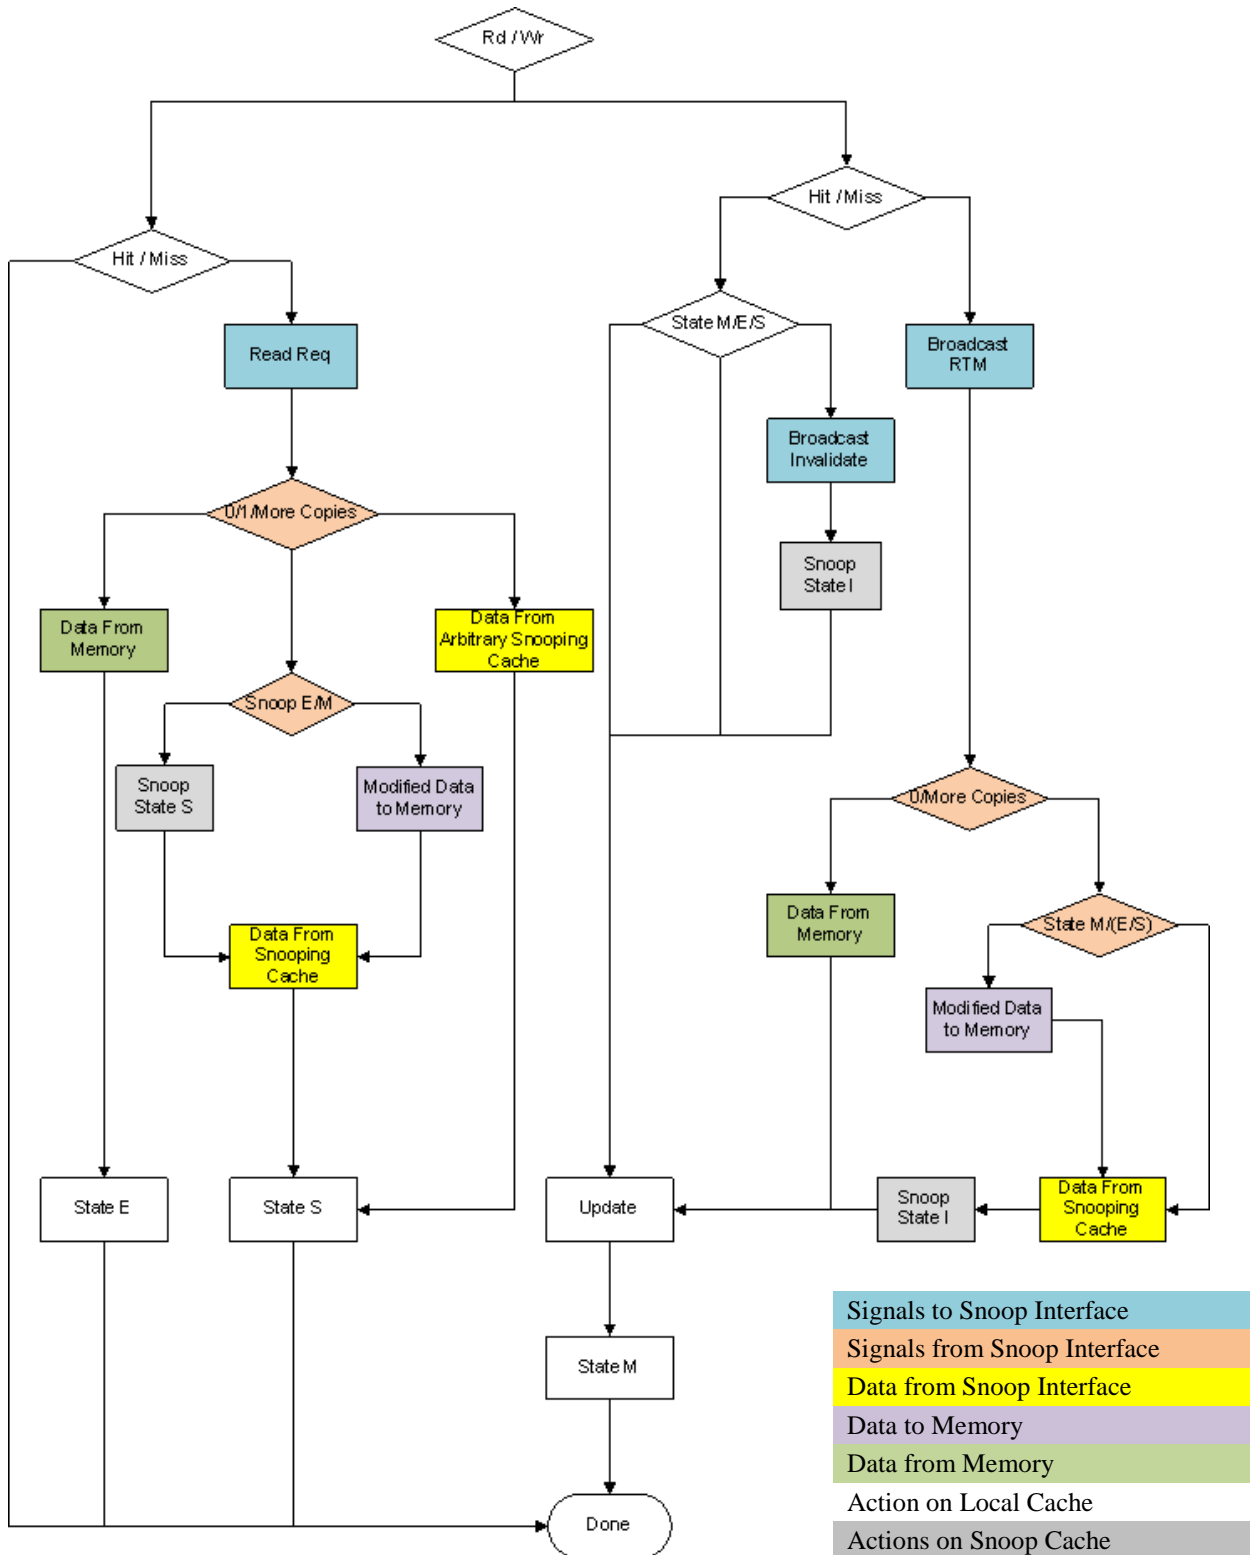 Rd / Wr
Hit / Miss
Hit / Miss
State M/E/S
Read Req
Broadcast
RTM
Broadcast
Invalidate
0/1/More Copies
Snoop
State I
Data From
Memory
Data From
Arbitrary Snooping
Cache
Snoop E/M
Snoop
State S
Modified Data
to Memory
0/More Copies
Data From
Memory
State M/(E/S)
Data From
Snooping
Cache
Modified Data
to Memory
State E
State S
Update
Snoop
State I
Data From
Snooping
Cache
State M
Done
Signals to Snoop Interface
Signals from Snoop Interface
Data from Snoop Interface
Data to Memory
Data from Memory
Action on Local Cache
Actions on Snoop Cache